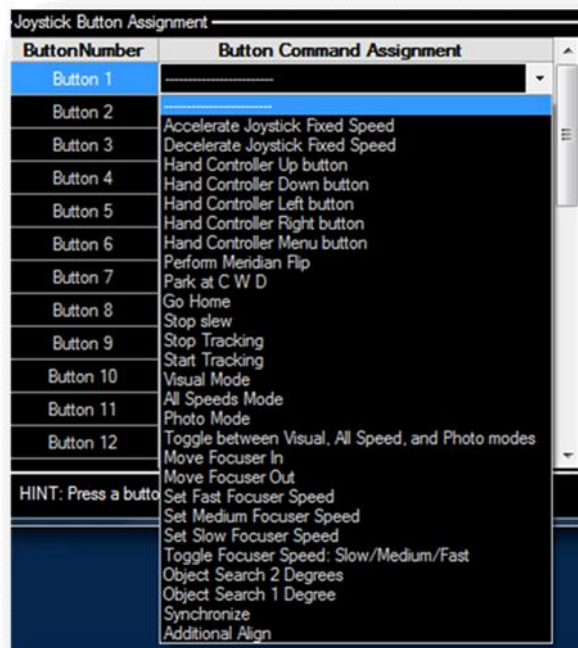 Joystick Button Assignment
ButtonNumber Button Command Assignment
Button 1 -------------------------
Button 2 -------------------------
Accelerate Joystick Fixed Speed
Button 3 Decelerate Joystick Fixed Speed
Hand Controller Up button
Button 4 Hand Controller Down button
Hand Controller Left button
Button 5 Hand Controller Right button
Button 6 Hand Controller Menu button
Perform Meridian Flip
Button 7 Park at C W D
Go Home
Button 8 Stop slew
Button 9 Stop Tracking
Start Tracking
Button 10 Visual Mode
All Speeds Mode
Button 11 Photo Mode
Button 12 Toggle between Visual, All Speed, and Photo modes
Move Focuser In
Move Focuser Out
HINT: Press a butto Set Fast Focuser Speed
Set Medium Focuser Speed
Set Slow Focuser Speed
Toggle Focuser Speed: Slow/Medium/Fast
Object Search 2 Degrees
Object Search 1 Degree
Synchronize
Additional Align